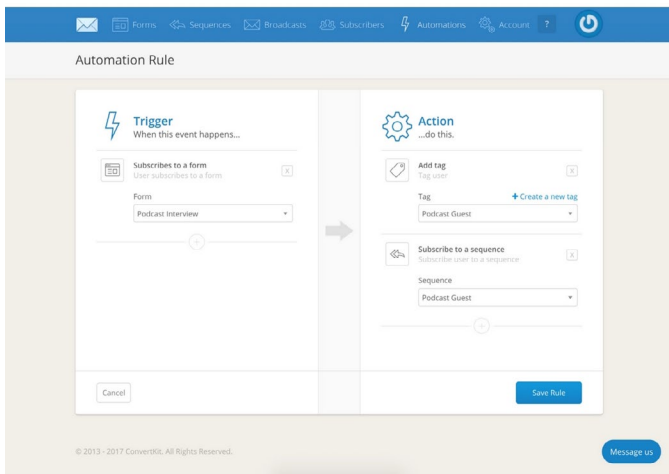 Forms Sequences Broadcasts Subscribers Automations Account ?
Automation Rule
Trigger
When this event happens...
Subscribes to a form
User subscribes to a form
X
Form
Podcast Interview
Action
...do this.
Add tag
Tag user
X
Tag + Create a new tag
Podcast Guest
Subscribe to a sequence
Subscribe user to a sequence
X
Sequence
Podcast Guest
Cancel
Save Rule
© 2013 - 2017 ConvertKit. All Rights Reserved.
Message us